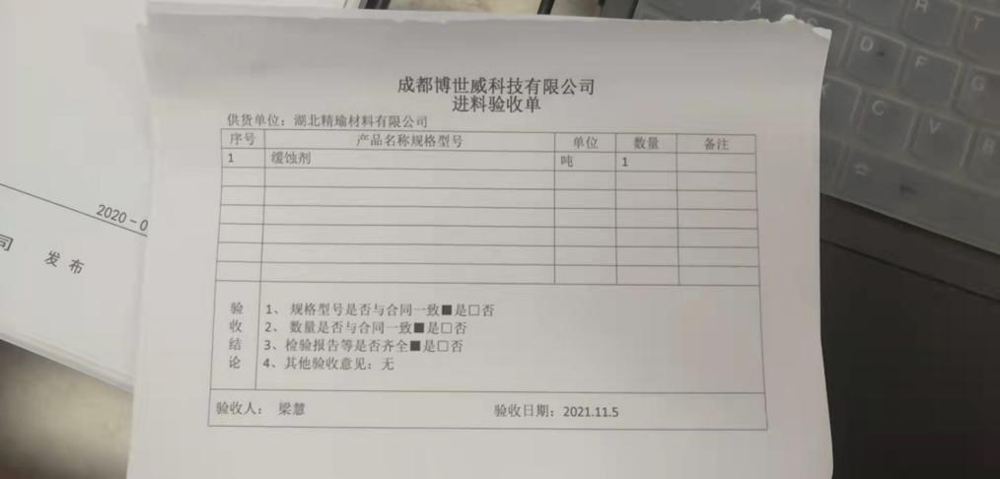 成都博世威科技有限公司
进料验收单
供货单位：湖北精瑜材料有限公司
序号 产品名称规格型号 单位 数量 备注
1 缓蚀剂 吨 1
验收结论
1、 规格型号是否与合同一致■是□否
2、 数量是否与合同一致■是□否
3、检验报告等是否齐全■是□否
4、其他验收意见：无
验收人： 梁慧 验收日期：2021.11.5
2020-0
司 发布
A
R
T
D
F
G
C
V
B